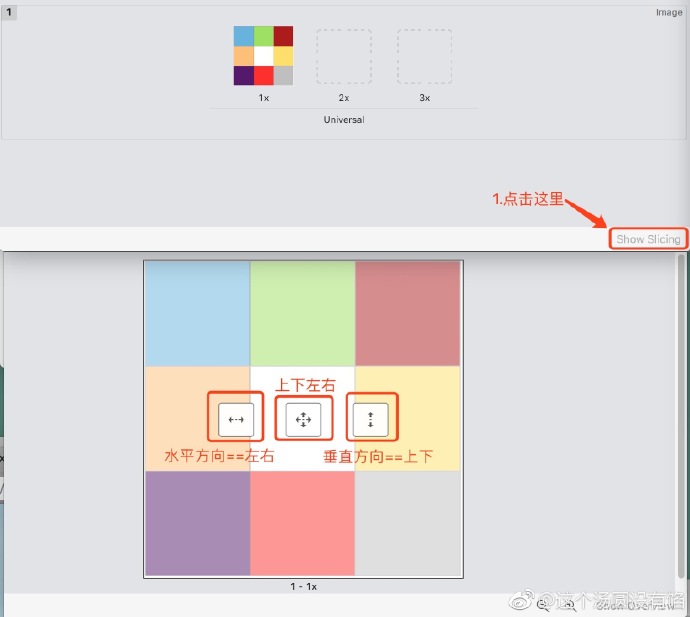 1
Image
1x
2x
3x
Universal
1.点击这里
Show Slicing
上下左右
水平方向==左右
垂直方向==上下
1 - 1x
@这个汤圆没有馅
Show Overview